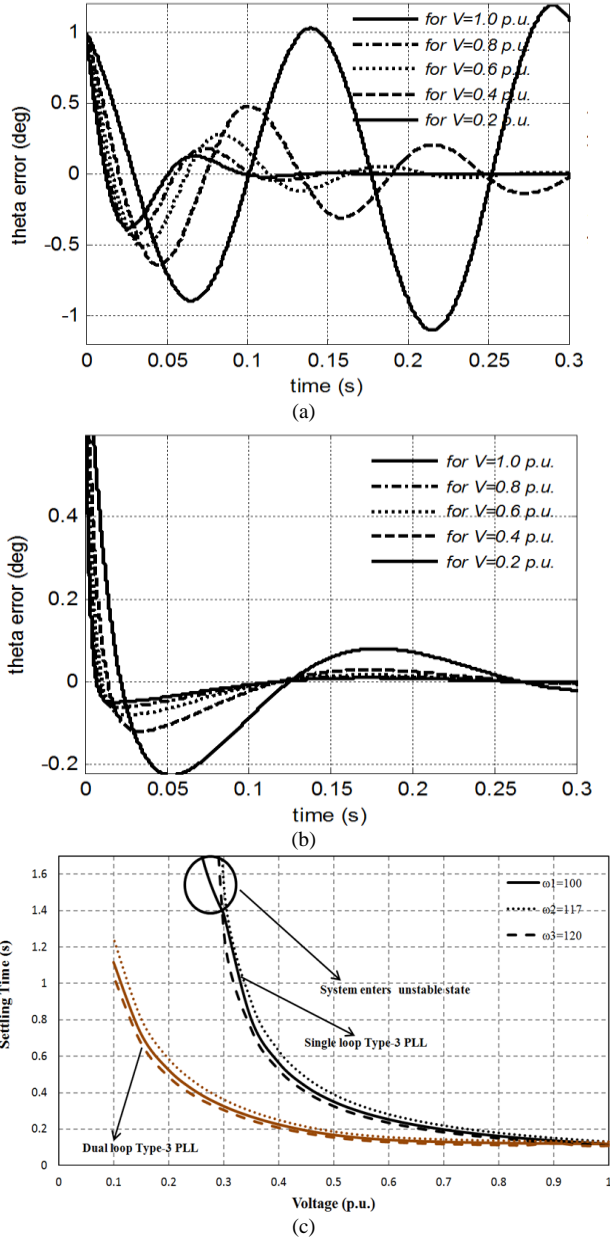 1
0.5
0
-0.5
-1
theta error (deg)
for V=1.0 p.u.
for V=0.8 p.u.
for V=0.6 p.u.
for V=0.4 p.u.
for V=0.2 p.u.
0
0.05
0.1
0.15
0.2
0.25
0.3
time (s)
(a)
0.4
0.2
0
-0.2
theta error (deg)
for V=1.0 p.u.
for V=0.8 p.u.
for V=0.6 p.u.
for V=0.4 p.u.
for V=0.2 p.u.
0
0.05
0.1
0.15
0.2
0.25
0.3
time (s)
(b)
1.6
1.4
1.2
1
0.8
0.6
0.4
0.2
0
Settling Time (s)
ω1=100
ω2=117
ω3=120
System enters unstable state
Single loop Type-3 PLL
Dual loop Type-3 PLL
0
0.1
0.2
0.3
0.4
0.5
0.6
0.7
0.8
0.9
1
Voltage (p.u.)
(c)